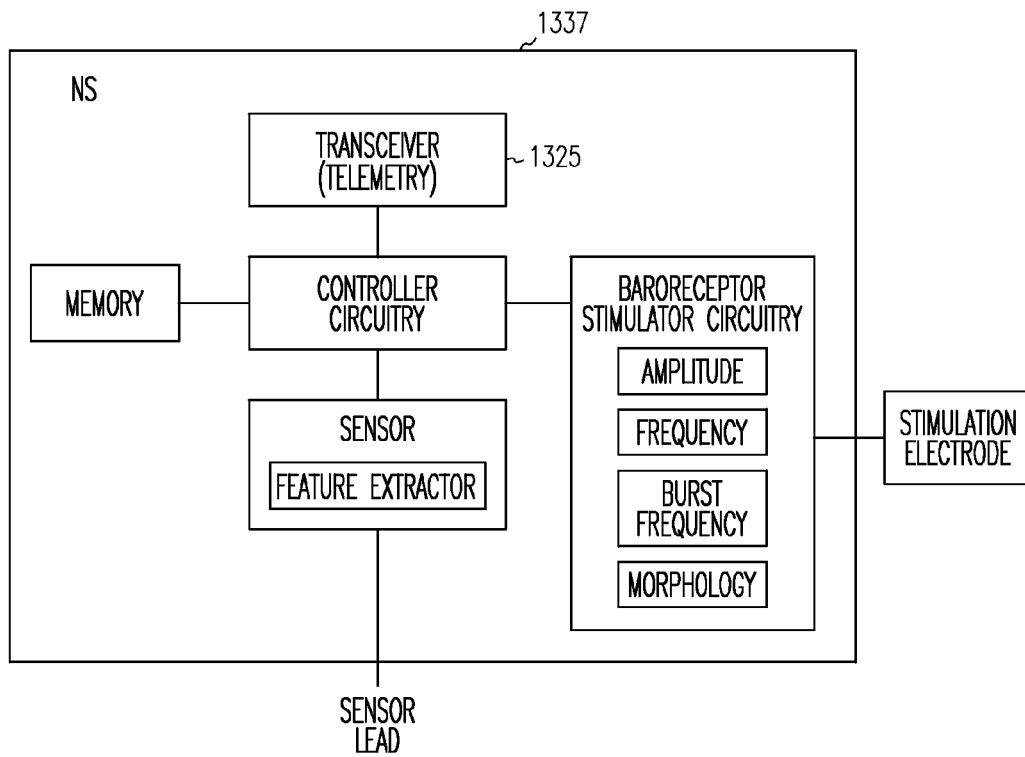 1337
NS
TRANSCEIVER
(TELEMETRY)
1325
MEMORY
CONTROLLER
CIRCUITRY
BARORECEPTOR
STIMULATOR CIRCUITRY
AMPLITUDE
FREQUENCY
BURST
FREQUENCY
MORPHOLOGY
STIMULATION
ELECTRODE
SENSOR
FEATURE EXTRACTOR
SENSOR
LEAD